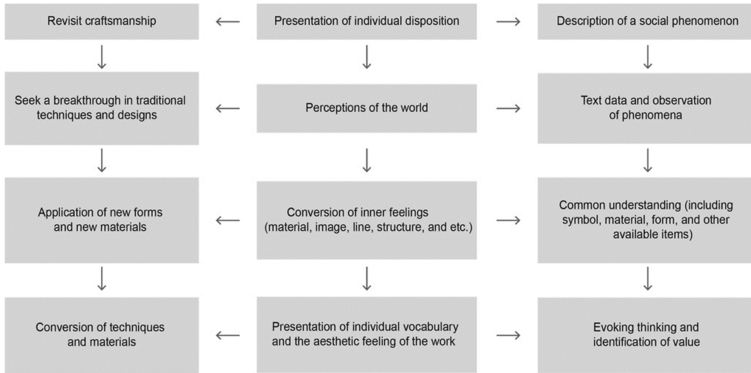 Revisit craftsmanship
Presentation of individual disposition
Description of a social phenomenon
Seek a breakthrough in traditional
techniques and designs
Perceptions of the world
Text data and observation
of phenomena
Application of new forms
and new materials
Conversion of inner feelings
(material, image, line, structure, and etc.)
Common understanding (including
symbol, material, form, and other
available items)
Conversion of techniques
and materials
Presentation of individual vocabulary
and the aesthetic feeling of the work
Evoking thinking and
identification of value